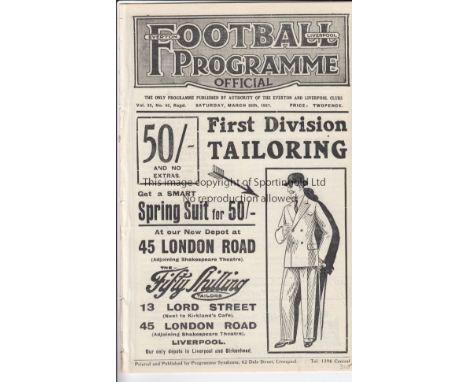 FOOTBALL
EVERTON
LIVERPOOL
PROGRAMME
OFFICIAL
THE ONLY PROGRAMME PUBLISHED BY AUTHORITY OF THE EVERTON AND LIVERPOOL CLUBS
SATURDAY, MARCH
PRICE: TWOPENCE.
50/-
AND NO
EXTRAS.
First Division
TAILORING
This image copyright of Sportingold Ltd
No reproduction allowed
Get a SMART
Spring Suit for 50/-
At our New Depot at
45 LONDON ROAD
(Adjoining Shakespeare Theatre).
THE
Fifty Shilling
TAILORS
13 LORD STREET
(Next to Kirkland's Cafe).
45 LONDON ROAD
(Adjoining Shakespeare Theatre).
LIVERPOOL.
Our only depots in Liverpool and Birkenhead.
Printed and Published by Programme Syndicate, 62 Dale Street, Liverpool. Tel: 1396 Central